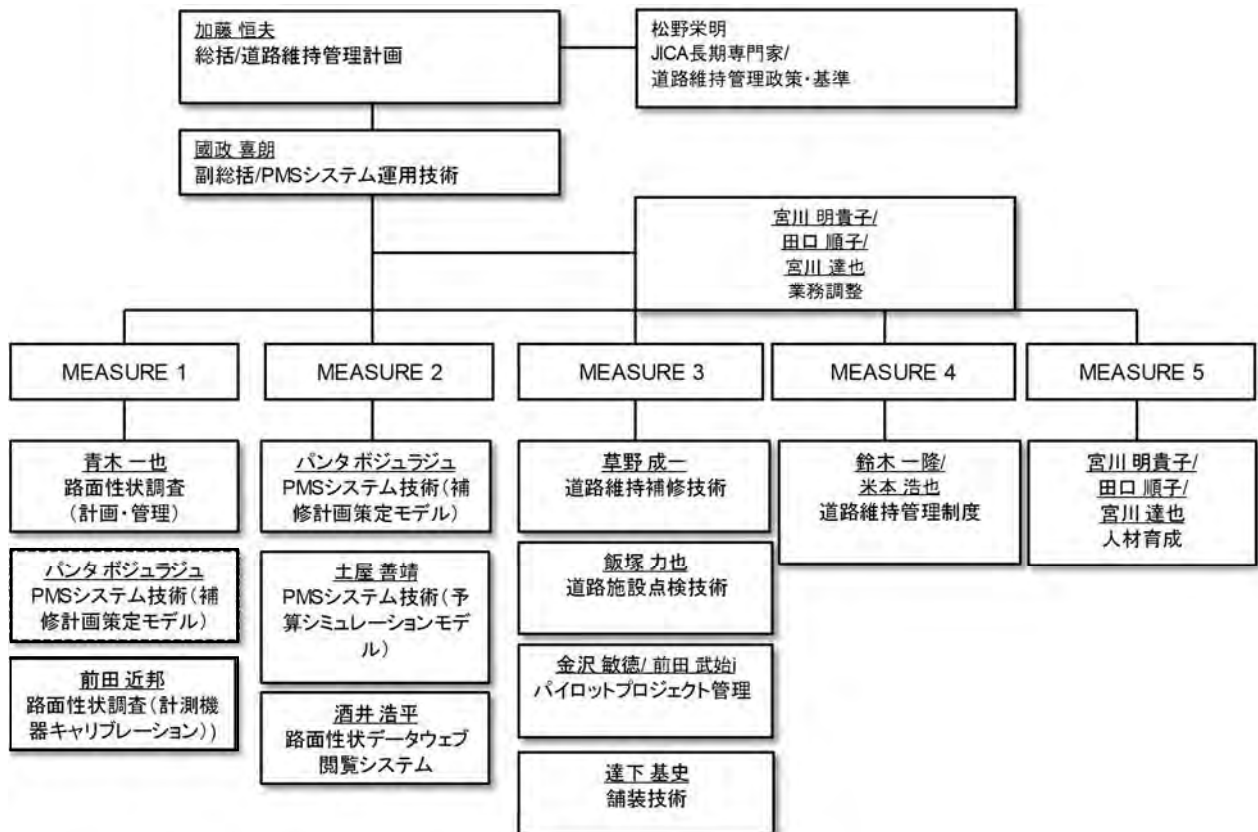 加藤 恒夫
総括/道路維持管理計画
松野栄明
JICA長期専門家/
道路維持管理政策・基準
國政 喜朗
副総括/PMSシステム運用技術
宮川 明貴子/
田口 順子/
宮川 達也
業務調整
MEASURE 1
MEASURE 2
MEASURE 3
MEASURE 4
MEASURE 5
青木 一也
路面性状調査
(計画・管理)
パンタ ボジュラジュ
PMSシステム技術(補
修計画策定モデル)
前田 近邦
路面性状調査(計測機
器キャリブレーション))
パンタ ボジュラジュ
PMSシステム技術(補
修計画策定モデル)
土屋 善靖
PMSシステム技術(予
算シミュレーションモデ
ル)
酒井 浩平
路面性状データウェブ
閲覧システム
草野 成一
道路維持補修技術
飯塚 力也
道路施設点検技術
金沢 敏徳/ 前田 武始i
パイロットプロジェクト管理
達下 基史
舗装技術
鈴木 一隆/
米本 浩也
道路維持管理制度
宮川 明貴子/
田口 順子/
宮川 達也
人材育成